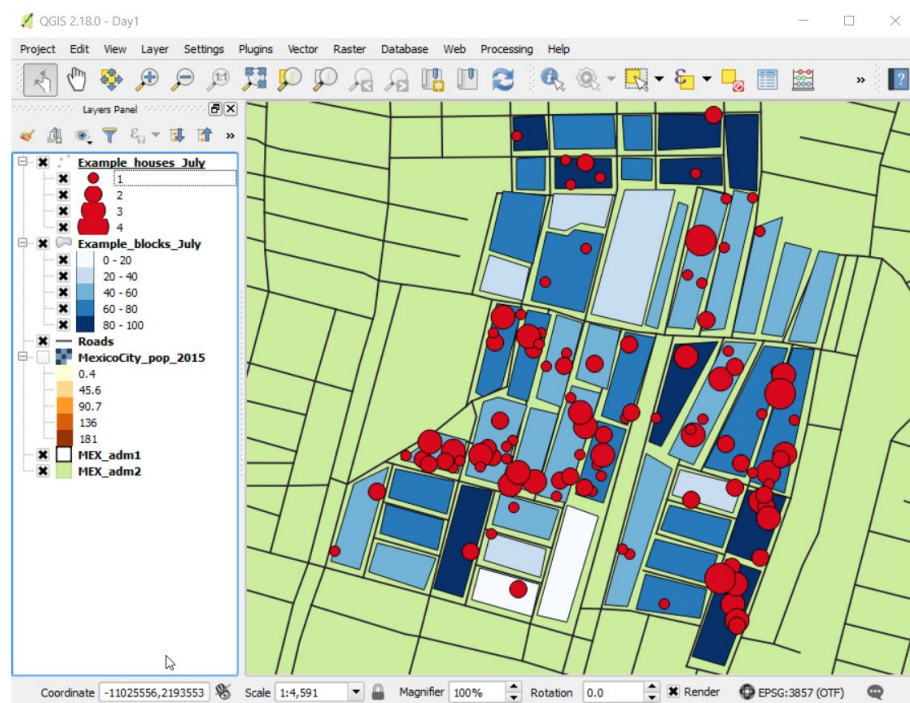 QGIS 2.18.0 - Day1
Project Edit View Layer Settings Plugins Vector Raster Database Web Processing Help
1:1
»
?
Layers Panel
»
Example_houses_July
1
2
3
4
Example_blocks_July
0 - 20
20 - 40
40 - 60
60 - 80
80 - 100
Roads
MexicoCity_pop_2015
0.4
45.6
90.7
136
181
MEX_adm1
MEX_adm2
Coordinate -11025556,2193553 Scale 1:4,591 Magnifier 100% Rotation 0.0 Render EPSG:3857 (OTF)